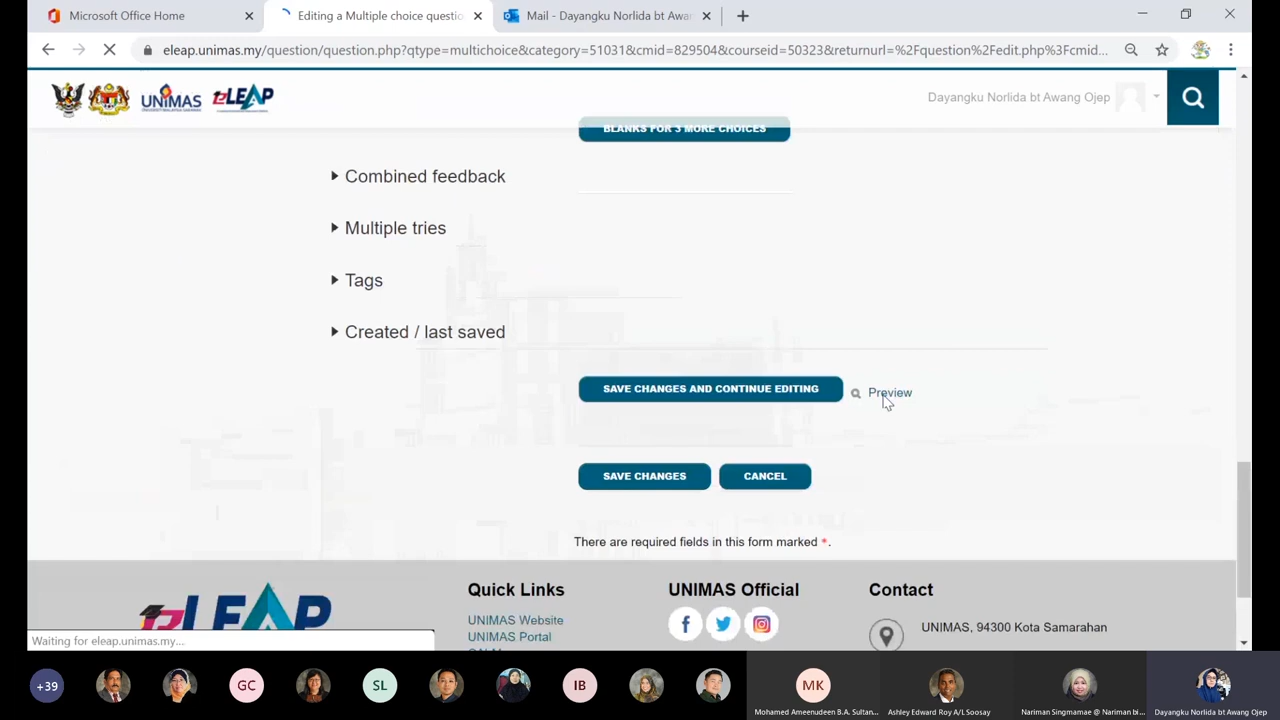 Microsoft Office Home
Editing a Multiple choice questio
Mail - Dayangku Norlida bt Awan
eleap.unimas.my/question/question.php?qtype=multichoice&category=51031&cmid=829504&courseid=50323&returnurl=%2Fquestion%2Fedit.php%3Fcmid...
UNIMAS
eLEAP
Dayangku Norlida bt Awang Ojep
BLANKS FOR 3 MORE CHOICES
Combined feedback
Multiple tries
Tags
Created / last saved
SAVE CHANGES AND CONTINUE EDITING
Preview
SAVE CHANGES
CANCEL
There are required fields in this form marked *.
eLEAP
Quick Links
UNIMAS Official
Contact
UNIMAS Website
UNIMAS Portal
UNIMAS, 94300 Kota Samarahan
Waiting for eleap.unimas.my...
+39
GC
SL
IB
MK
Mohamed Ameenudeen B.A. Sultan...
Ashley Edward Roy A/L Soosay
Nariman Singmamae @ Nariman bi...
Dayangku Norlida bt Awang Ojep